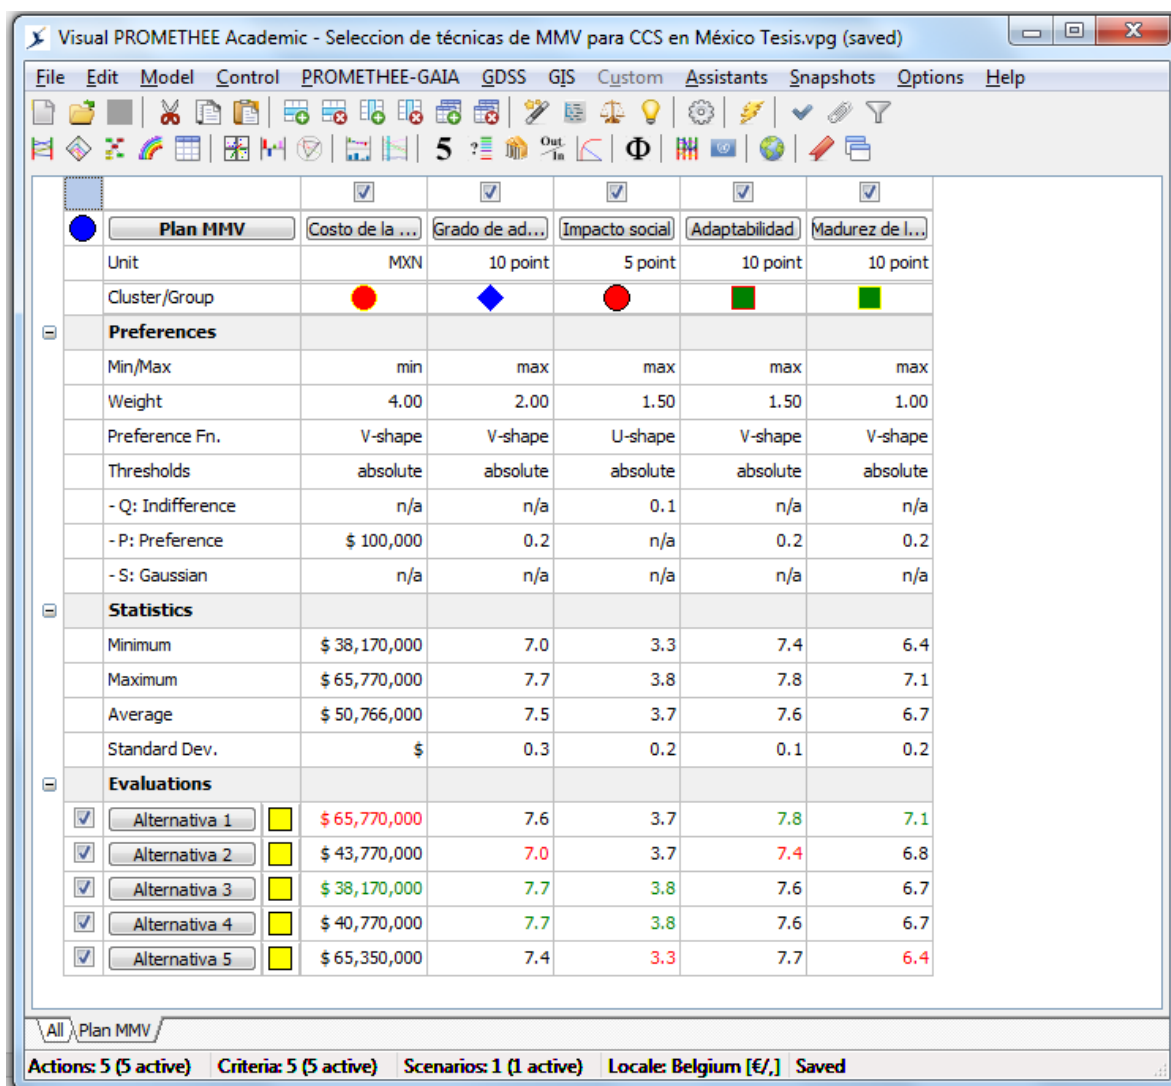 Visual PROMETHEE Academic - Seleccion de técnicas de MMV para CCS en México Tesis.vpg (saved)
File Edit Model Control PROMETHEE-GAIA GDSS GIS Custom Assistants Snapshots Options Help
5 ? Out In Φ
Plan MMV Costo de la ... Grado de ad... Impacto social Adaptabilidad Madurez de l...
Unit MXN 10 point 5 point 10 point 10 point
Cluster/Group
Preferences
Min/Max min max max max max
Weight 4.00 2.00 1.50 1.50 1.00
Preference Fn. V-shape V-shape U-shape V-shape V-shape
Thresholds absolute absolute absolute absolute absolute
- Q: Indifference n/a n/a 0.1 n/a n/a
- P: Preference $ 100,000 0.2 n/a 0.2 0.2
- S: Gaussian n/a n/a n/a n/a n/a
Statistics
Minimum $ 38,170,000 7.0 3.3 7.4 6.4
Maximum $ 65,770,000 7.7 3.8 7.8 7.1
Average $ 50,766,000 7.5 3.7 7.6 6.7
Standard Dev. $ 0.3 0.2 0.1 0.2
Evaluations
Alternativa 1 $ 65,770,000 7.6 3.7 7.8 7.1
Alternativa 2 $ 43,770,000 7.0 3.7 7.4 6.8
Alternativa 3 $ 38,170,000 7.7 3.8 7.6 6.7
Alternativa 4 $ 40,770,000 7.7 3.8 7.6 6.7
Alternativa 5 $ 65,350,000 7.4 3.3 7.7 6.4
All Plan MMV
Actions: 5 (5 active) Criteria: 5 (5 active) Scenarios: 1 (1 active) Locale: Belgium [€/,] Saved